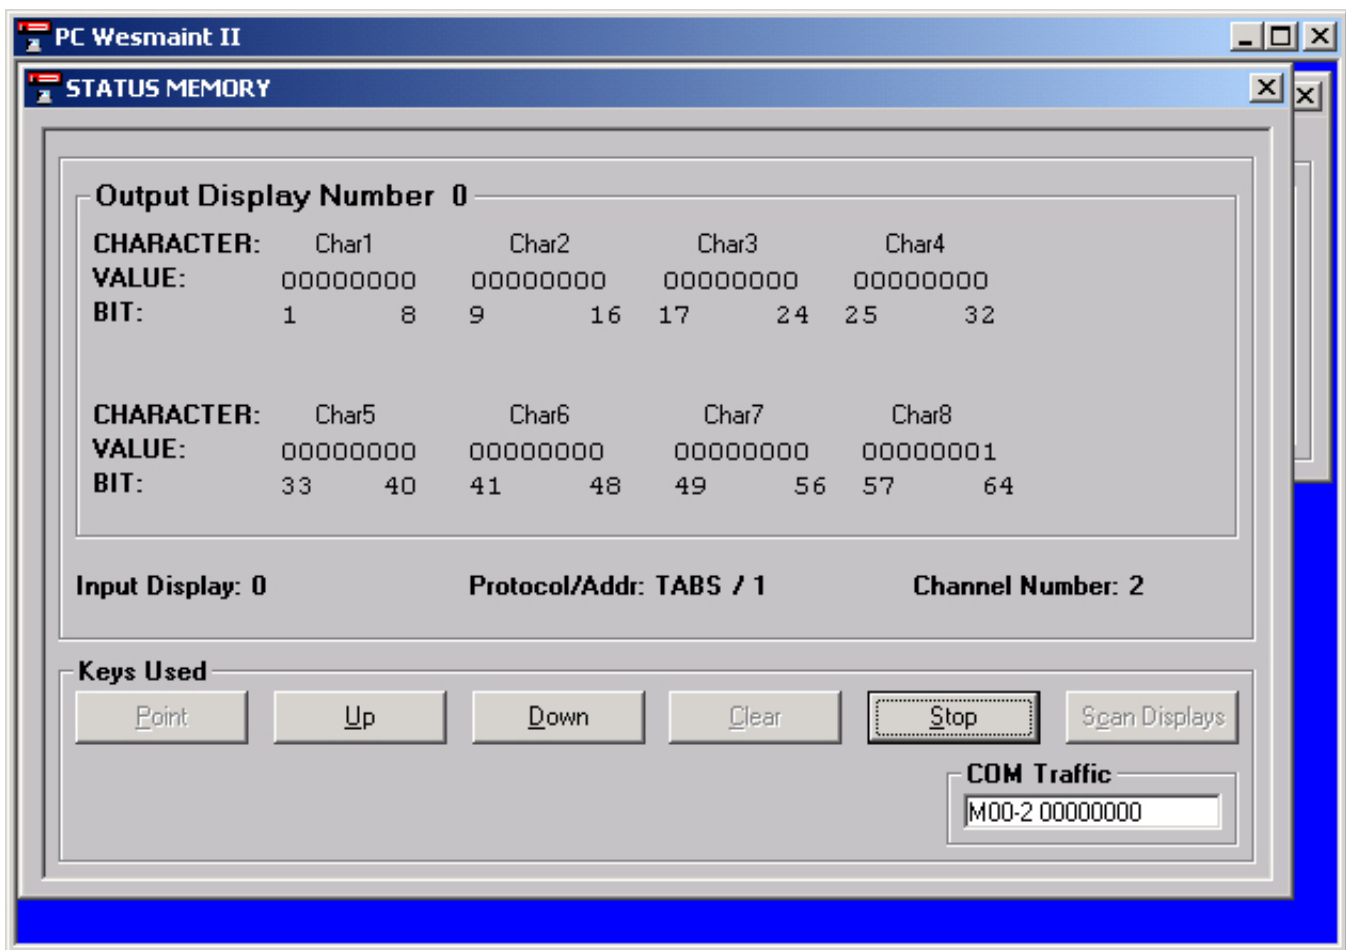 PC Wesmaint II
STATUS MEMORY
Output Display Number 0
CHARACTER: Char1 Char2 Char3 Char4
VALUE: 00000000 00000000 00000000 00000000
BIT: 1 8 9 16 17 24 25 32
CHARACTER: Char5 Char6 Char7 Char8
VALUE: 00000000 00000000 00000000 00000001
BIT: 33 40 41 48 49 56 57 64
Input Display: 0 Protocol/Addr: TABS / 1 Channel Number: 2
Keys Used
Point Up Down Clear Stop Scan Displays
COM Traffic
M00-2 00000000